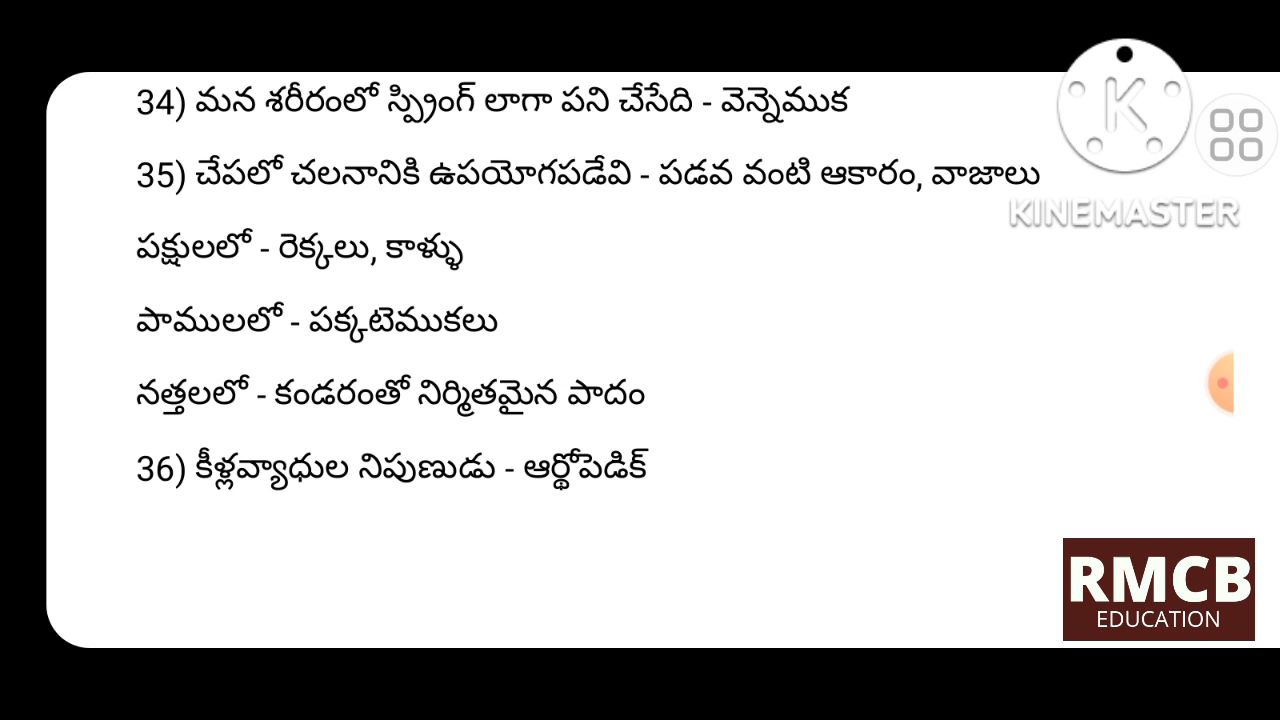 34) మన శరీరంలో స్ప్రింగ్ లాగా పని చేసేది - వెన్నెముక
35) చేపలో చలనానికి ఉపయోగపడేవి - పడవ వంటి ఆకారం, వాజాలు
పక్షులలో - రెక్కలు, కాళ్ళు
పాములలో - పక్కటెముకలు
నత్తలలో - కండరంతో నిర్మితమైన పాదం
36) కీళ్లవ్యాధుల నిపుణుడు - ఆర్థోపెడిక్
K
KINEMASTER
RMCB
EDUCATION